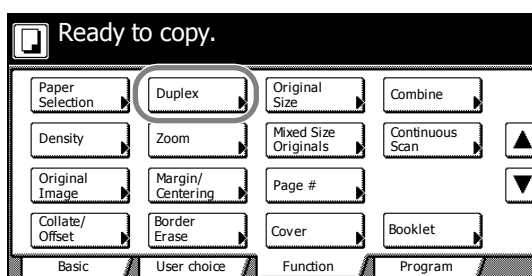 Ready to copy.
Paper
Selection
Duplex
Original
Size
Combine
Density
Zoom
Mixed Size
Originals
Continuous
Scan
Original
Image
Margin/
Centering
Page #
Collate/
Offset
Border
Erase
Cover
Booklet
Basic
User choice
Function
Program